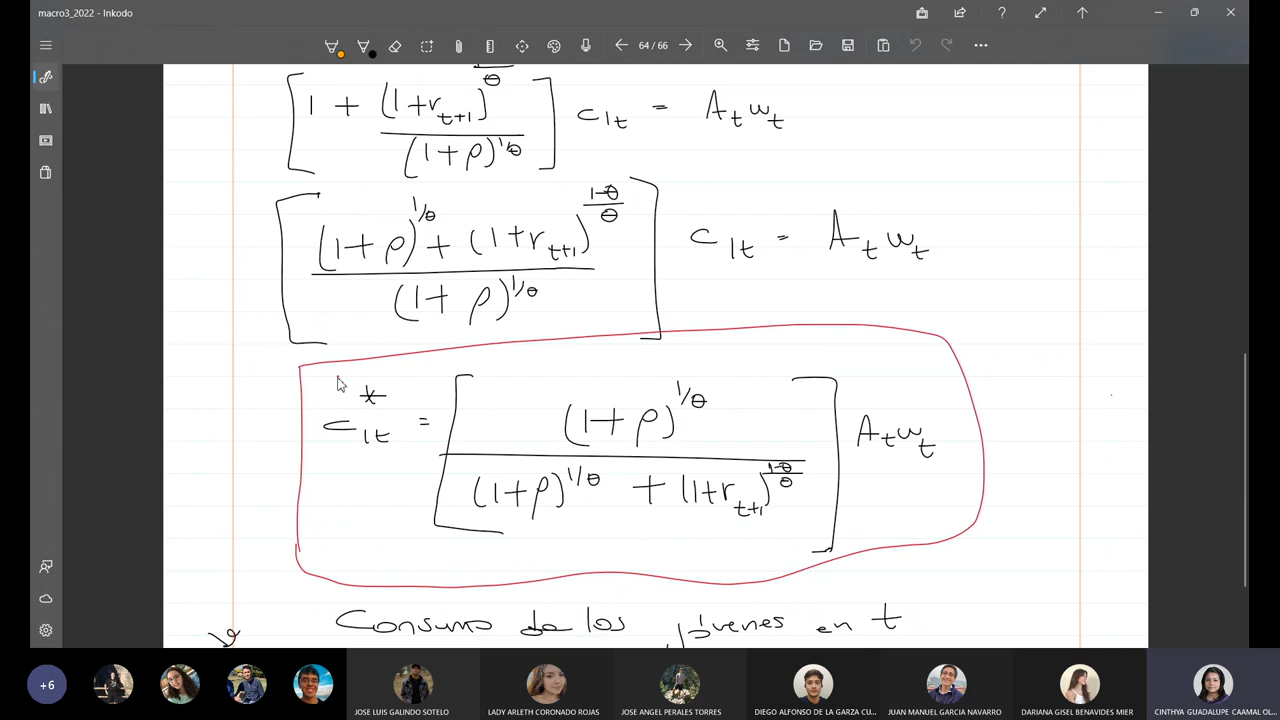 macro3_2022 - Inkodo
64 / 66
θ
[ 1 + (1+r_{t+1}) / (1+ρ)^{1/θ} ] c_{1t} = A_t w_t
[ ( (1+ρ)^{1/θ} + (1+r_{t+1})^{(1-θ)/θ} ) / (1+ρ)^{1/θ} ] c_{1t} = A_t w_t
c_{1t}^* = [ (1+ρ)^{1/θ} / ( (1+ρ)^{1/θ} + (1+r_{t+1})^{(1-θ)/θ} ) ] A_t w_t
Consumo de los jóvenes en t
+6
JOSE LUIS GALINDO SOTELO
LADY ARLETH CORONADO ROJAS
JOSE ANGEL PERALES TORRES
DIEGO ALFONSO DE LA GARZA CU...
JUAN MANUEL GARCIA NAVARRO
DARIANA GISEL BENAVIDES MIER
CINTHYA GUADALUPE CAAMAL OL...